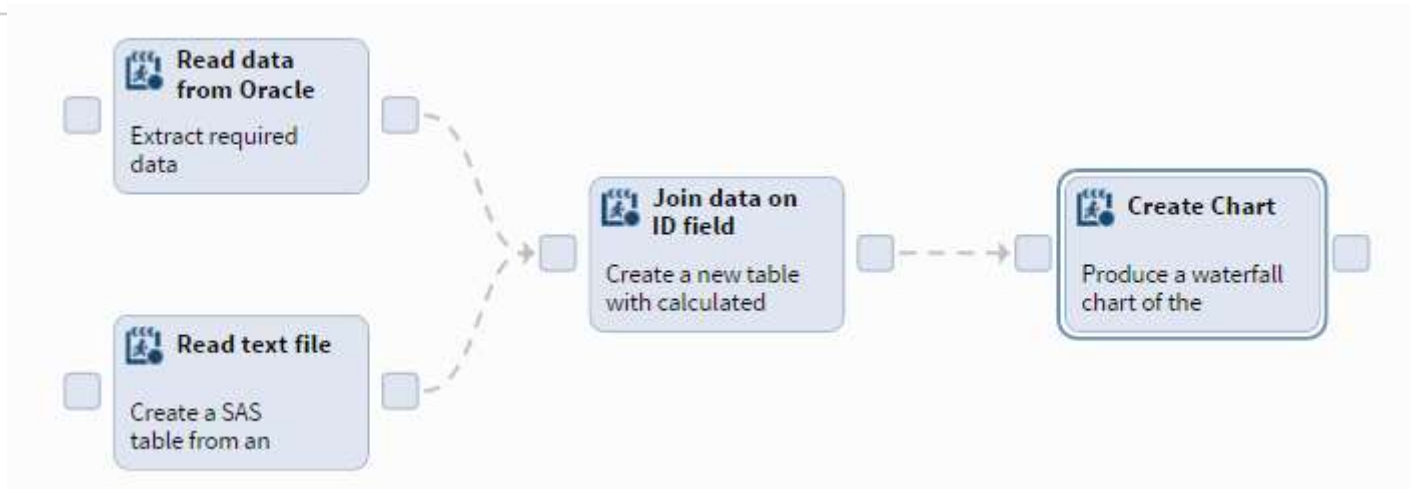 Read data
from Oracle
Extract required
data
Read text file
Create a SAS
table from an
Join data on
ID field
Create a new table
with calculated
Create Chart
Produce a waterfall
chart of the